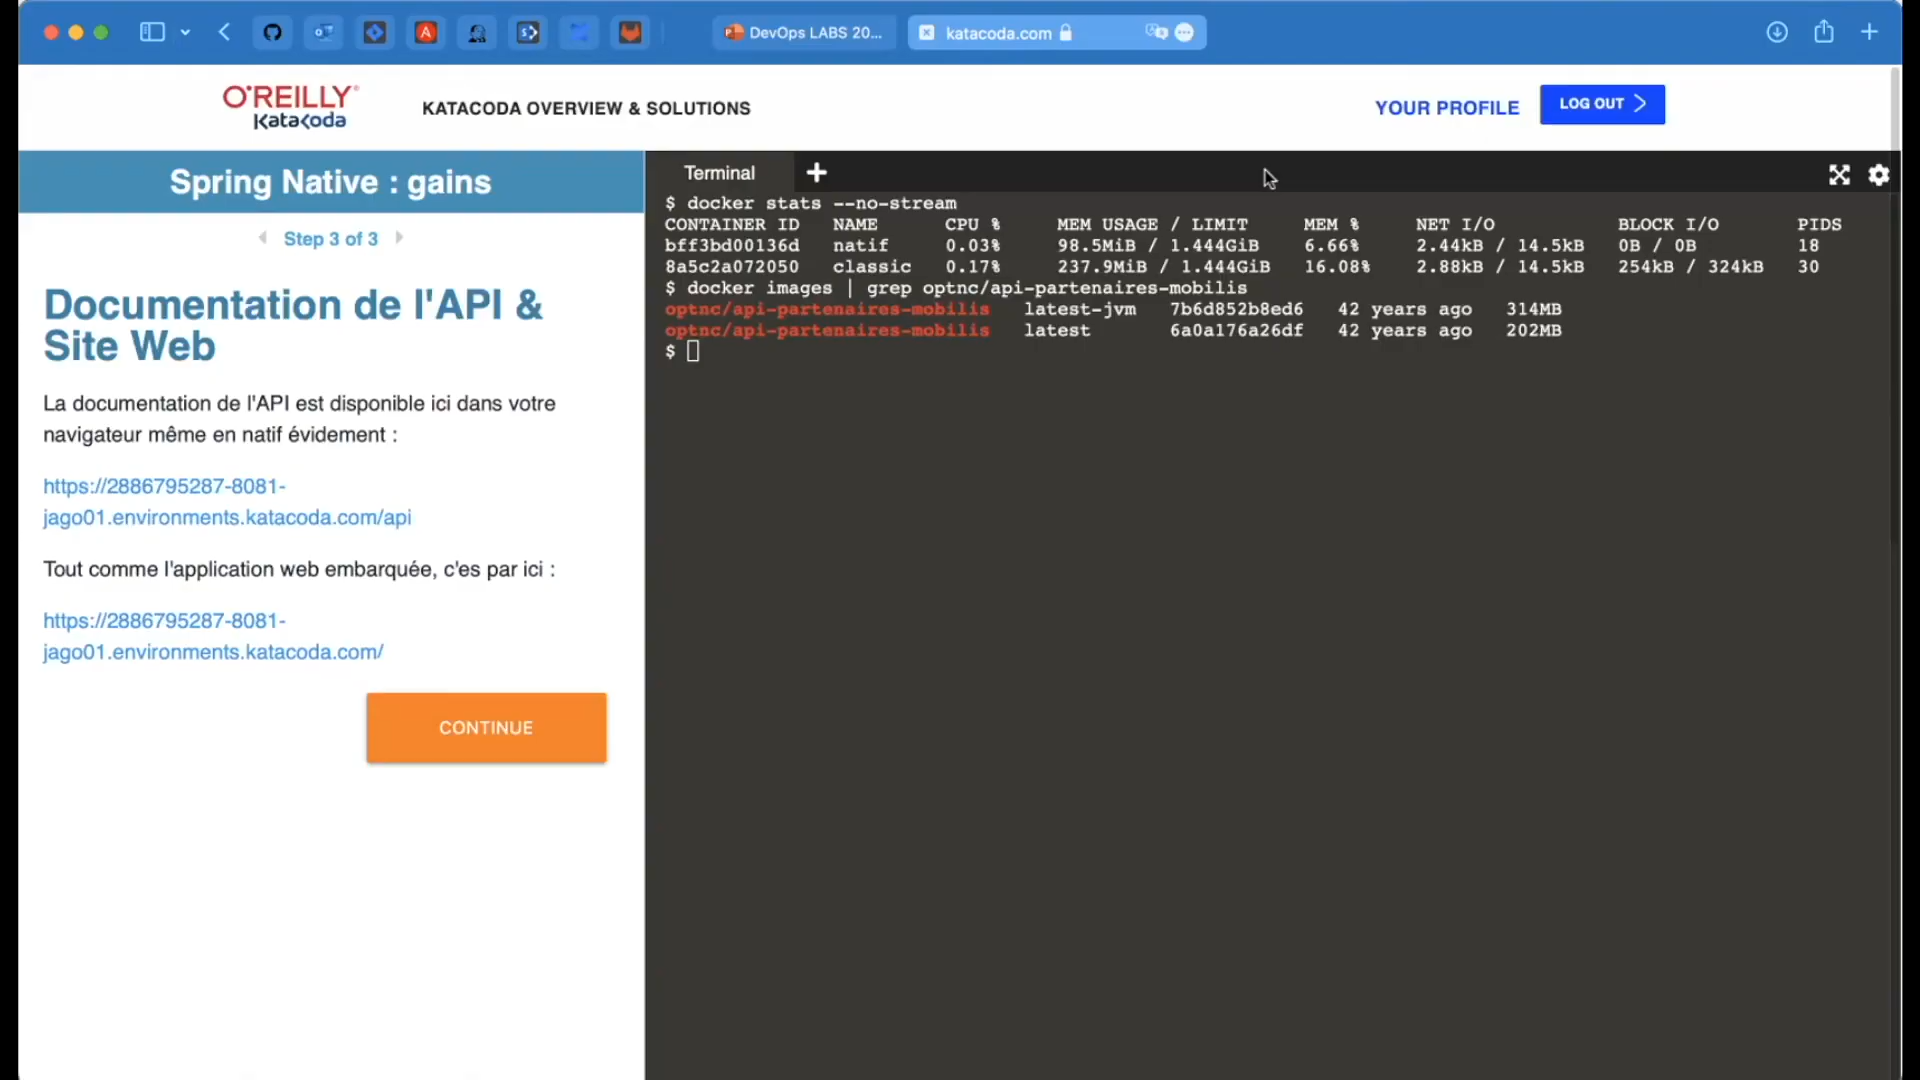 DevOps LABS 20...
katacoda.com
O'REILLY®
KataKoda
KATACODA OVERVIEW & SOLUTIONS
YOUR PROFILE
LOG OUT
Spring Native : gains
Step 3 of 3
Documentation de l'API &
Site Web
La documentation de l'API est disponible ici dans votre
navigateur même en natif évidement :
https://2886795287-8081-
jago01.environments.katacoda.com/api
Tout comme l'application web embarquée, c'es par ici :
https://2886795287-8081-
jago01.environments.katacoda.com/
CONTINUE
Terminal
$ docker stats --no-stream
CONTAINER ID NAME CPU % MEM USAGE / LIMIT MEM % NET I/O BLOCK I/O PIDS
bff3bd00136d natif 0.03% 98.5MiB / 1.444GiB 6.66% 2.44kB / 14.5kB 0B / 0B 18
8a5c2a072050 classic 0.17% 237.9MiB / 1.444GiB 16.08% 2.88kB / 14.5kB 254kB / 324kB 30
$ docker images | grep optnc/api-partenaires-mobilis
optnc/api-partenaires-mobilis latest-jvm 7b6d852b8ed6 42 years ago 314MB
optnc/api-partenaires-mobilis latest 6a0a176a26df 42 years ago 202MB
$